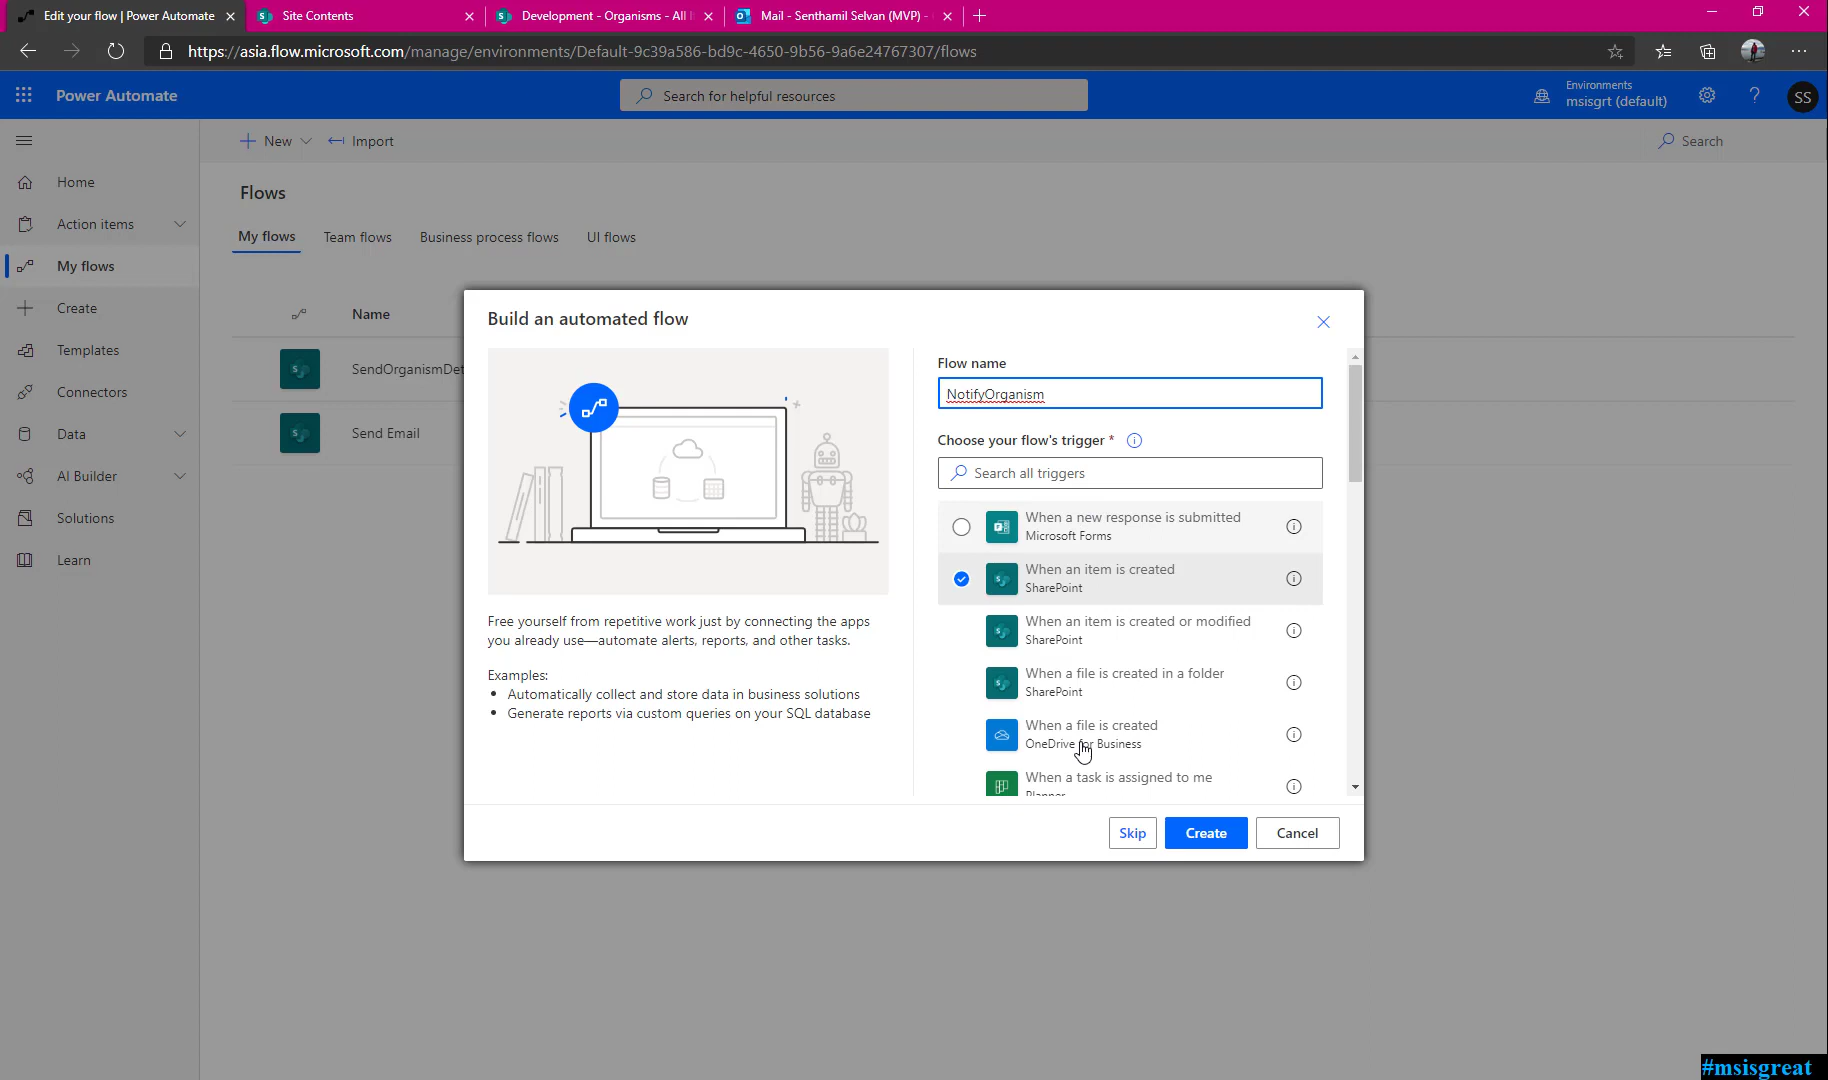 Edit your flow | Power Automate
Site Contents
Development - Organisms - All I
Mail - Senthamil Selvan (MVP) -
https://asia.flow.microsoft.com/manage/environments/Default-9c39a586-bd9c-4650-9b56-9a6e24767307/flows
Power Automate
Search for helpful resources
Environments
msisgrt (default)
?
SS
New
Import
Search
Home
Action items
My flows
Create
Templates
Connectors
Data
AI Builder
Solutions
Learn
Flows
My flows
Team flows
Business process flows
UI flows
Name
SendOrganismDet
Send Email
Build an automated flow
Free yourself from repetitive work just by connecting the apps
you already use—automate alerts, reports, and other tasks.
Examples:
• Automatically collect and store data in business solutions
• Generate reports via custom queries on your SQL database
Flow name
NotifyOrganism
Choose your flow's trigger *
Search all triggers
When a new response is submitted
Microsoft Forms
When an item is created
SharePoint
When an item is created or modified
SharePoint
When a file is created in a folder
SharePoint
When a file is created
OneDrive for Business
When a task is assigned to me
Planner
Skip
Create
Cancel
#msisgreat